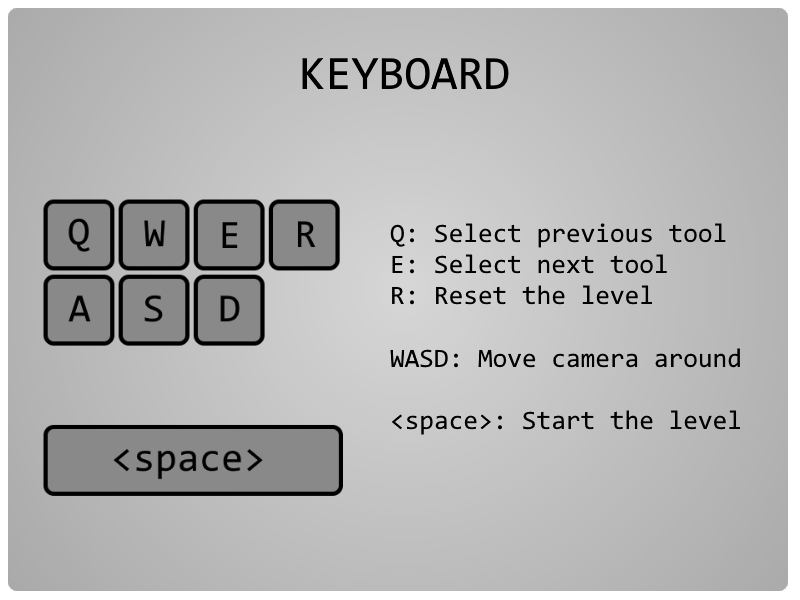 KEYBOARD
Q W E R
A S D
<space>
Q: Select previous tool
E: Select next tool
R: Reset the level
WASD: Move camera around
<space>: Start the level